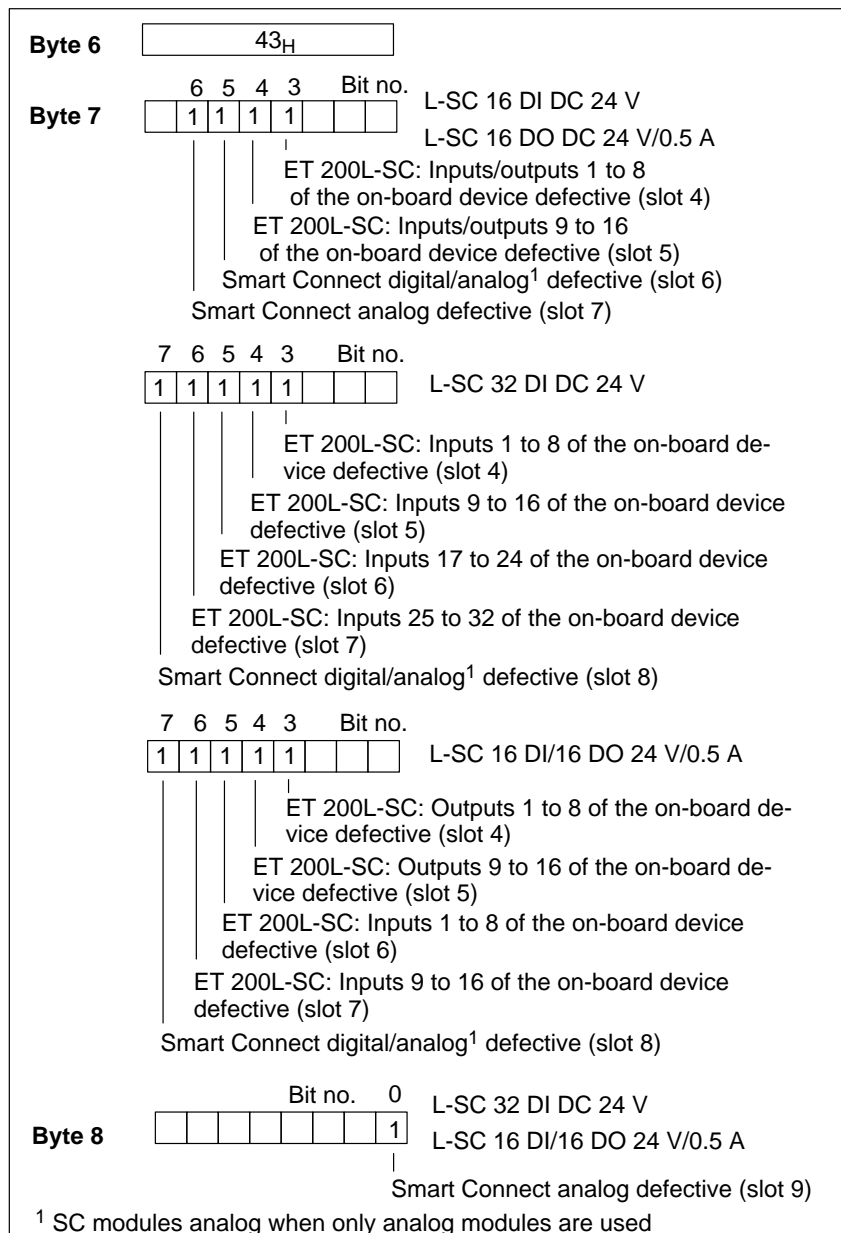 Byte 6 43H
6 5 4 3 Bit no.
Byte 7 1 1 1 1 L-SC 16 DI DC 24 V
L-SC 16 DO DC 24 V/0.5 A
ET 200L-SC: Inputs/outputs 1 to 8
of the on-board device defective (slot 4)
ET 200L-SC: Inputs/outputs 9 to 16
of the on-board device defective (slot 5)
Smart Connect digital/analog1 defective (slot 6)
Smart Connect analog defective (slot 7)
7 6 5 4 3 Bit no.
1 1 1 1 1 L-SC 32 DI DC 24 V
ET 200L-SC: Inputs 1 to 8 of the on-board de-
vice defective (slot 4)
ET 200L-SC: Inputs 9 to 16 of the on-board device
defective (slot 5)
ET 200L-SC: Inputs 17 to 24 of the on-board device
defective (slot 6)
ET 200L-SC: Inputs 25 to 32 of the on-board device
defective (slot 7)
Smart Connect digital/analog1 defective (slot 8)
7 6 5 4 3 Bit no.
1 1 1 1 1 L-SC 16 DI/16 DO 24 V/0.5 A
ET 200L-SC: Outputs 1 to 8 of the on-board de-
vice defective (slot 4)
ET 200L-SC: Outputs 9 to 16 of the on-board de-
vice defective (slot 5)
ET 200L-SC: Inputs 1 to 8 of the on-board device
defective (slot 6)
ET 200L-SC: Inputs 9 to 16 of the on-board device
defective (slot 7)
Smart Connect digital/analog1 defective (slot 8)
Bit no. 0 L-SC 32 DI DC 24 V
Byte 8 1 L-SC 16 DI/16 DO 24 V/0.5 A
Smart Connect analog defective (slot 9)
1 SC modules analog when only analog modules are used